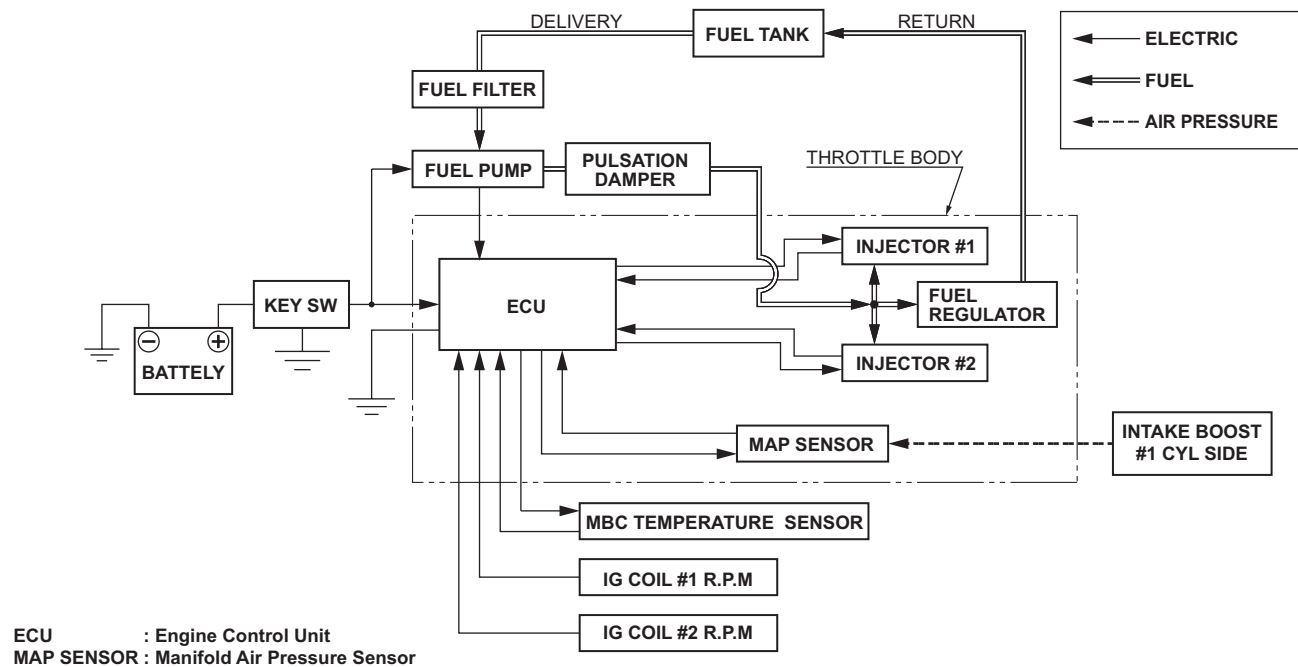 DELIVERY
FUEL TANK
RETURN
ELECTRIC
FUEL
AIR PRESSURE
FUEL FILTER
FUEL PUMP
PULSATION
DAMPER
THROTTLE BODY
INJECTOR #1
KEY SW
ECU
FUEL
REGULATOR
BATTELY
INJECTOR #2
MAP SENSOR
INTAKE BOOST
#1 CYL SIDE
MBC TEMPERATURE SENSOR
IG COIL #1 R.P.M
IG COIL #2 R.P.M
ECU : Engine Control Unit
MAP SENSOR : Manifold Air Pressure Sensor